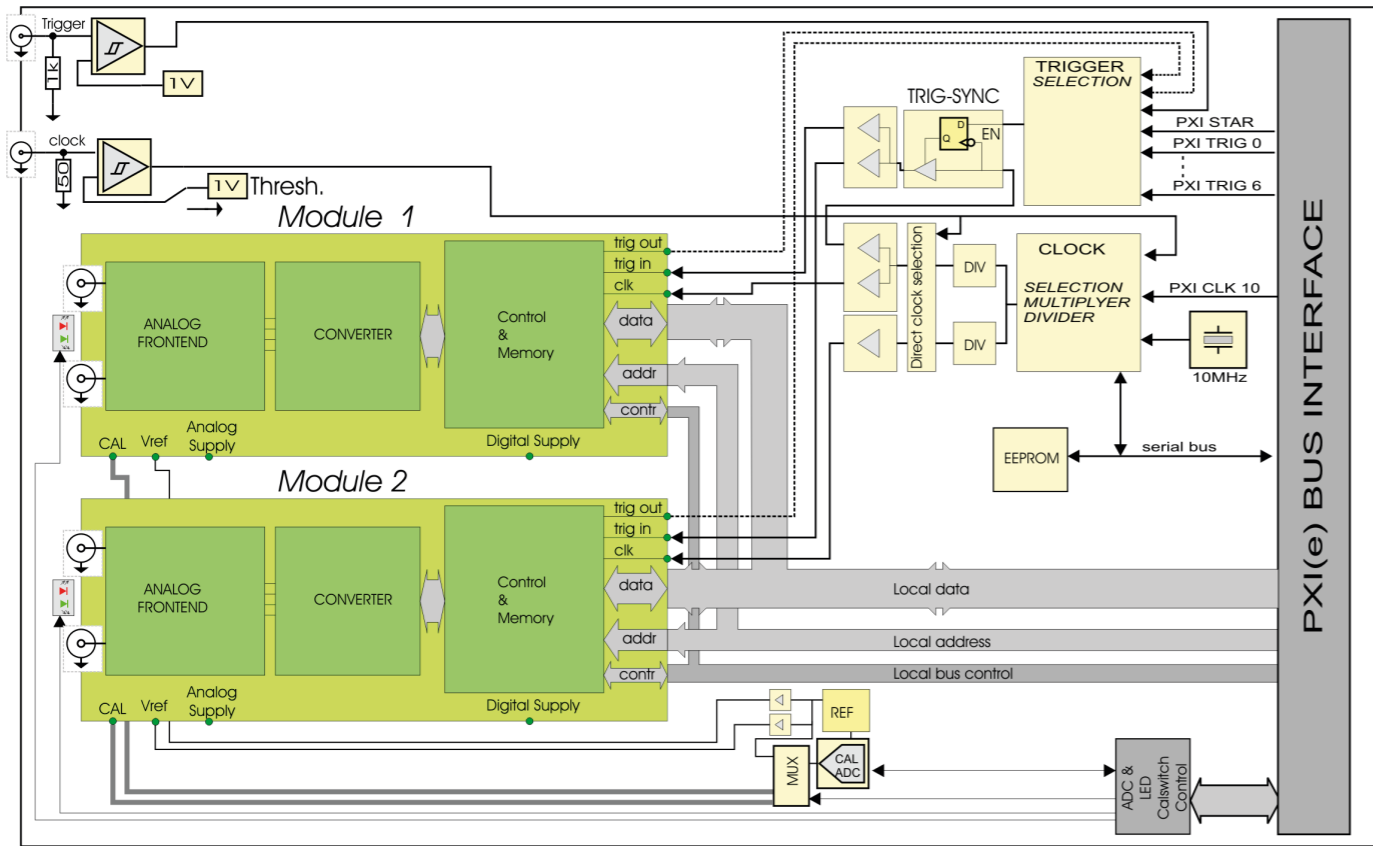 Trigger
1k
1V
clock
50
1V
Thresh.
TRIGGER
SELECTION
TRIG-SYNC
D
Q
EN
PXI STAR
PXI TRIG 0
PXI TRIG 6
PXI(e) BUS INTERFACE
Module 1
ANALOG
FRONTEND
CONVERTER
Control
&
Memory
trig out
trig in
clk
data
addr
contr
CAL
Vref
Analog
Supply
Digital Supply
Direct clock selection
DIV
DIV
CLOCK
SELECTION
MULTIPLYER
DIVIDER
PXI CLK 10
10MHz
EEPROM
serial bus
Module 2
ANALOG
FRONTEND
CONVERTER
Control
&
Memory
trig out
trig in
clk
data
addr
contr
Local data
Local address
Local bus control
CAL
Vref
Analog
Supply
Digital Supply
REF
MUX
CAL
ADC
ADC &
LED
Calswitch
Control